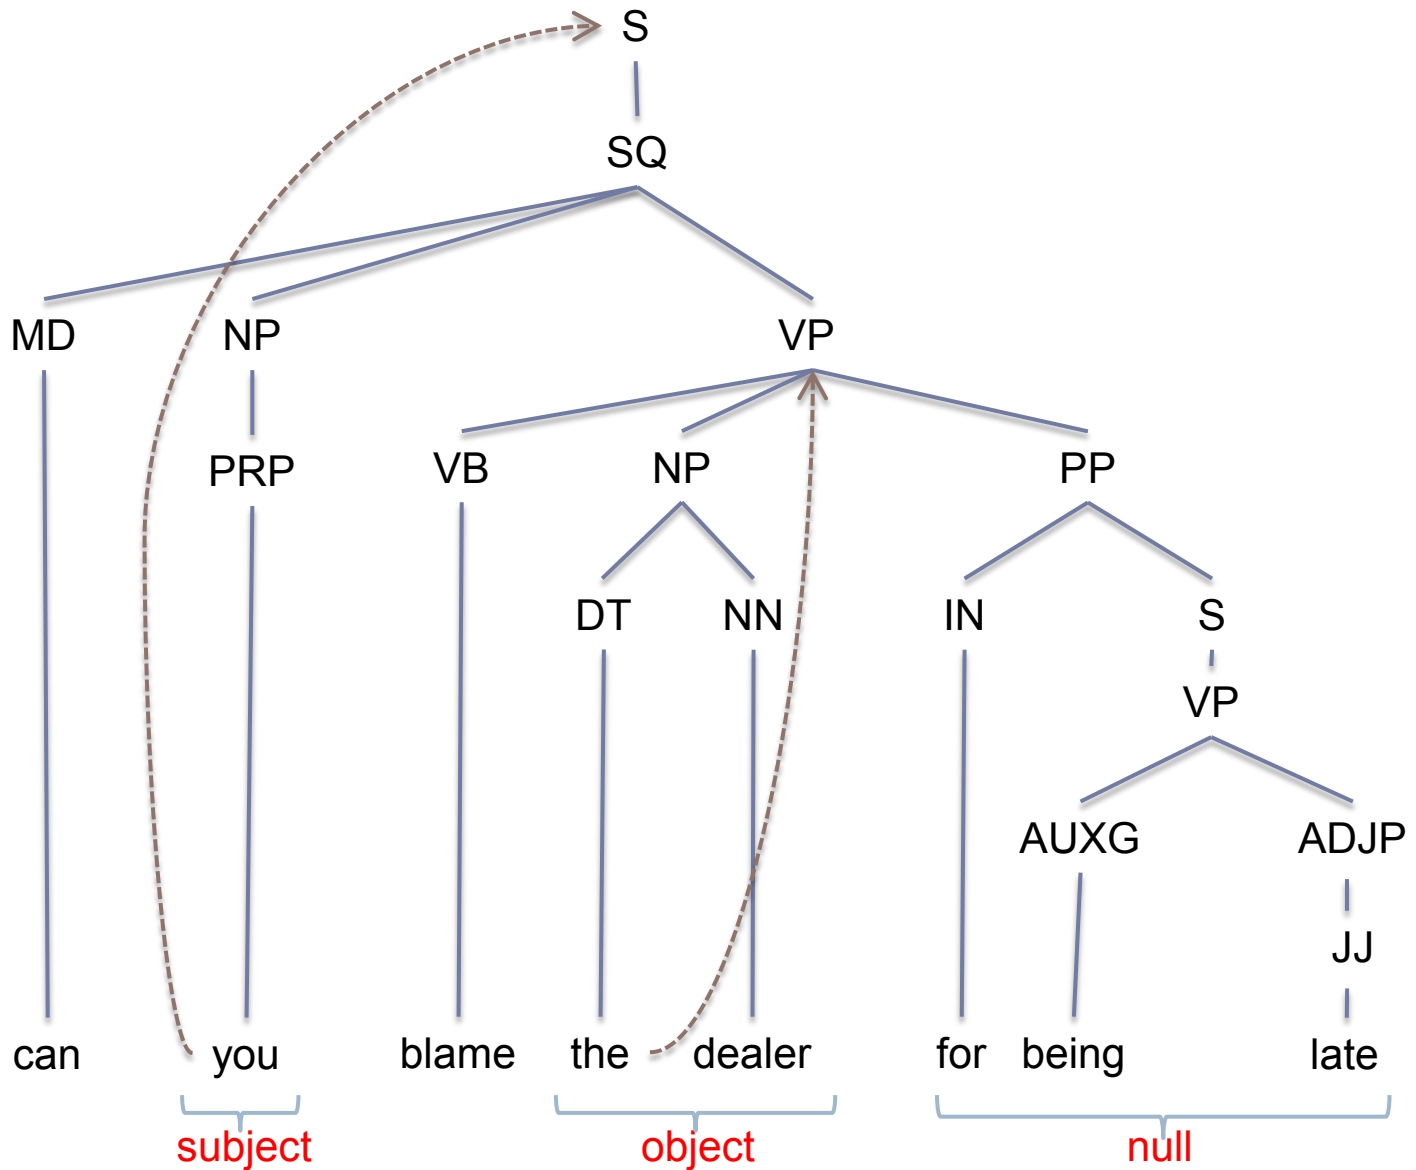 S
SQ
MD NP VP
PRP VB NP PP
DT NN IN S
VP
AUXG ADJP
JJ
can you blame the dealer for being late
subject object null